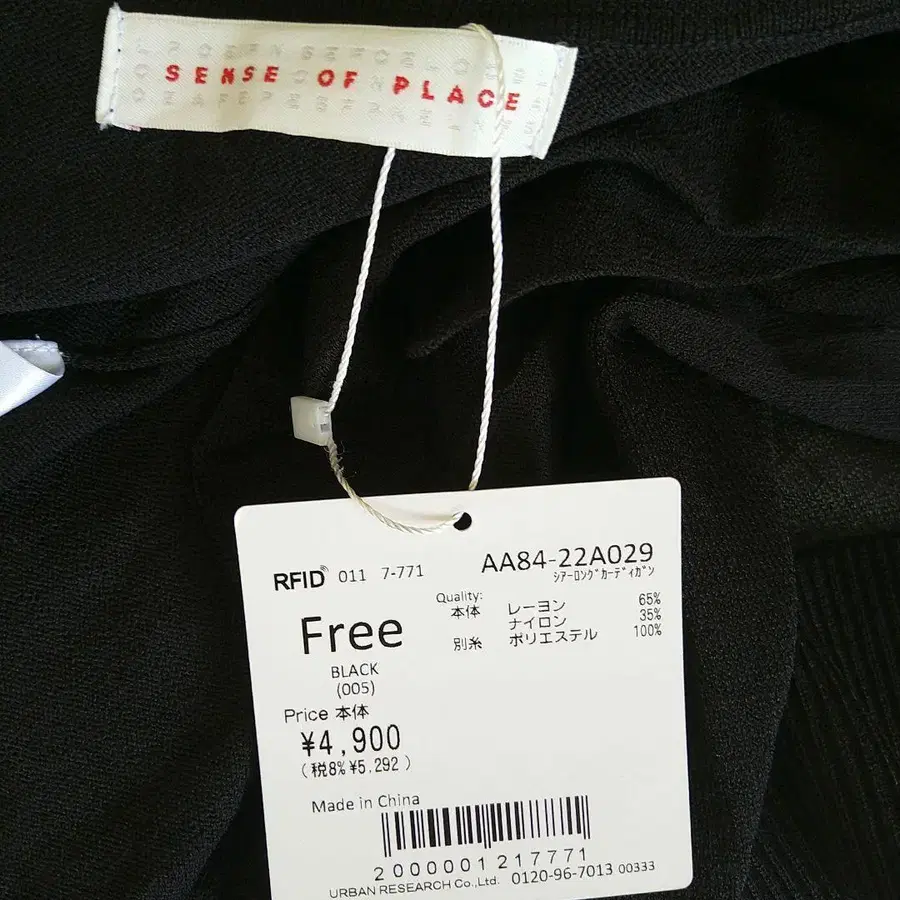 SENSE OF PLACE
RFID 011 7-771
AA84-22A029
シアーロングカーディガン
Free
BLACK
(005)
Quality:
本体 レーヨン 65%
ナイロン 35%
別糸 ポリエステル 100%
Price 本体
¥4,900
(税8%¥5.292)
Made in China
2000001217771
URBAN RESEARCH Co.,Ltd. 0120-96-7013 00333